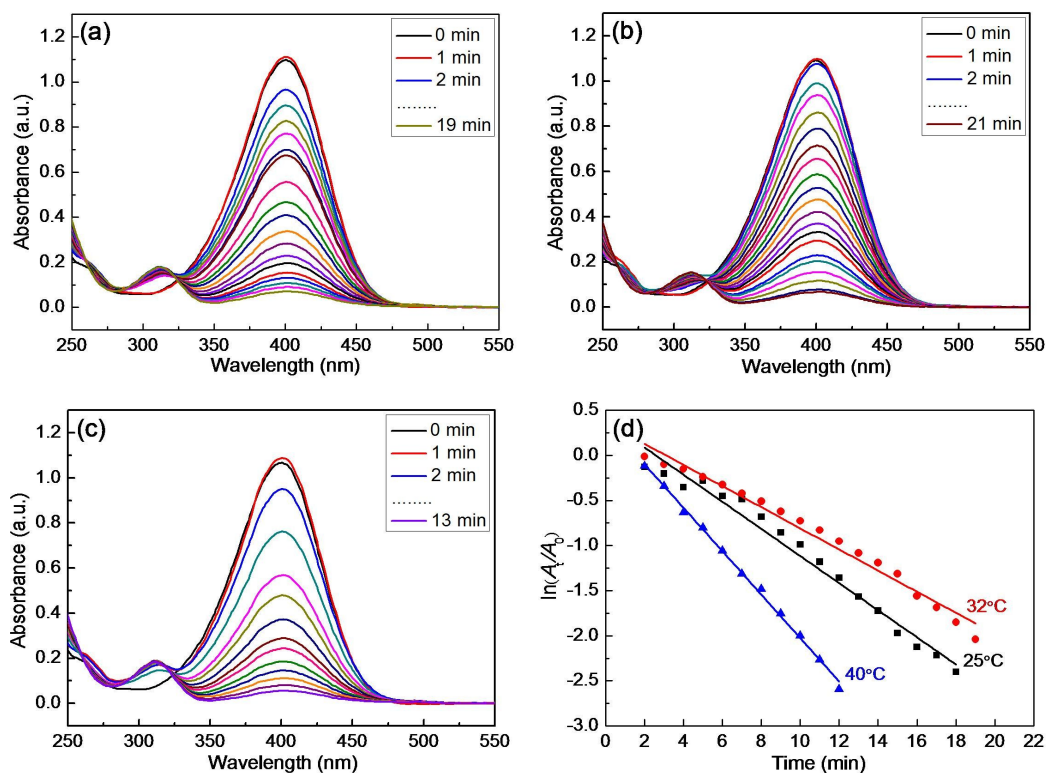 (a)
0 min
1 min
2 min
........
19 min
Absorbance (a.u.)
1.2
1.0
0.8
0.6
0.4
0.2
0.0
250 300 350 400 450 500 550
Wavelength (nm)
(b)
0 min
1 min
2 min
........
21 min
Absorbance (a.u.)
1.2
1.0
0.8
0.6
0.4
0.2
0.0
250 300 350 400 450 500 550
Wavelength (nm)
(c)
0 min
1 min
2 min
........
13 min
Absorbance (a.u.)
1.2
1.0
0.8
0.6
0.4
0.2
0.0
250 300 350 400 450 500 550
Wavelength (nm)
(d)
ln(At/A0)
0.5
0.0
-0.5
-1.0
-1.5
-2.0
-2.5
-3.0
32°C
25°C
40°C
0 2 4 6 8 10 12 14 16 18 20 22
Time (min)